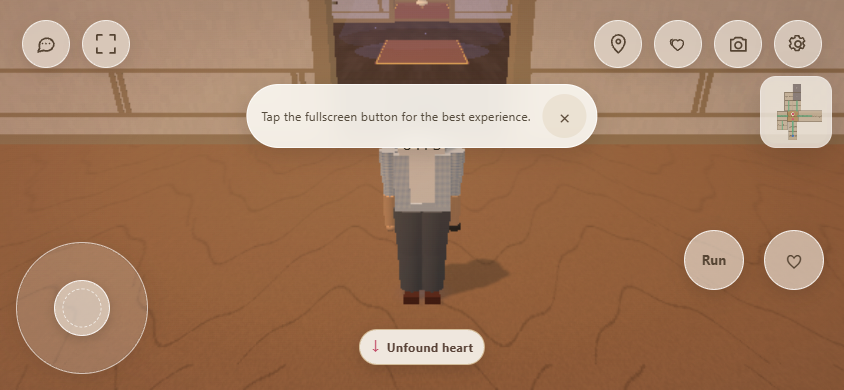 Tap the fullscreen button for the best experience.
Run
Unfound heart